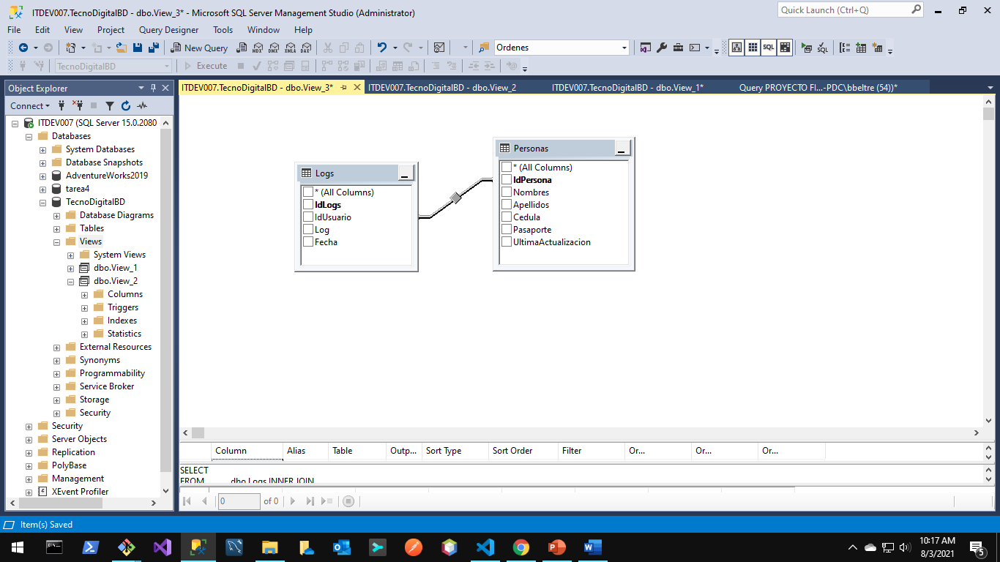 ITDEV007.TecnoDigitalBD - dbo.View_3* - Microsoft SQL Server Management Studio (Administrator)
Quick Launch (Ctrl+Q)
File Edit View Project Query Designer Tools Window Help
New Query MDX DMX XMLA DAX Ordenes SQL
TecnoDigitalBD Execute
Object Explorer
ITDEV007.TecnoDigitalBD - dbo.View_3* ITDEV007.TecnoDigitalBD - dbo.View_2 ITDEV007.TecnoDigitalBD - dbo.View_1* Query PROYECTO FI...-PDC\bbeltre (54))*
Connect
ITDEV007 (SQL Server 15.0.2080
Databases
System Databases
Database Snapshots
AdventureWorks2019
tarea4
TecnoDigitalBD
Database Diagrams
Tables
Views
System Views
dbo.View_1
dbo.View_2
Columns
Triggers
Indexes
Statistics
External Resources
Synonyms
Programmability
Service Broker
Storage
Security
Security
Server Objects
Replication
PolyBase
Management
XEvent Profiler
Logs
* (All Columns)
IdLogs
IdUsuario
Log
Fecha
Personas
* (All Columns)
IdPersona
Nombres
Apellidos
Cedula
Pasaporte
UltimaActualizacion
Column Alias Table Outp... Sort Type Sort Order Filter Or... Or... Or...
SELECT
FROM dbo.Logs INNER JOIN
0 of 0
Item(s) Saved
10:17 AM
8/3/2021
5